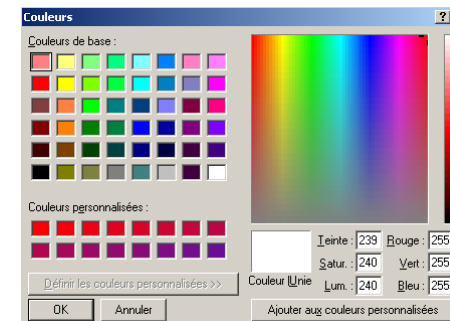 Couleurs ?
Couleurs de base :
Couleurs personnalisées :
Définir les couleurs personnalisées >>
OK Annuler
Couleur|Unie
Teinte : 239 Rouge : 255
Satur. : 240 Vert : 255
Lum. : 240 Bleu : 255
Ajouter aux couleurs personnalisées